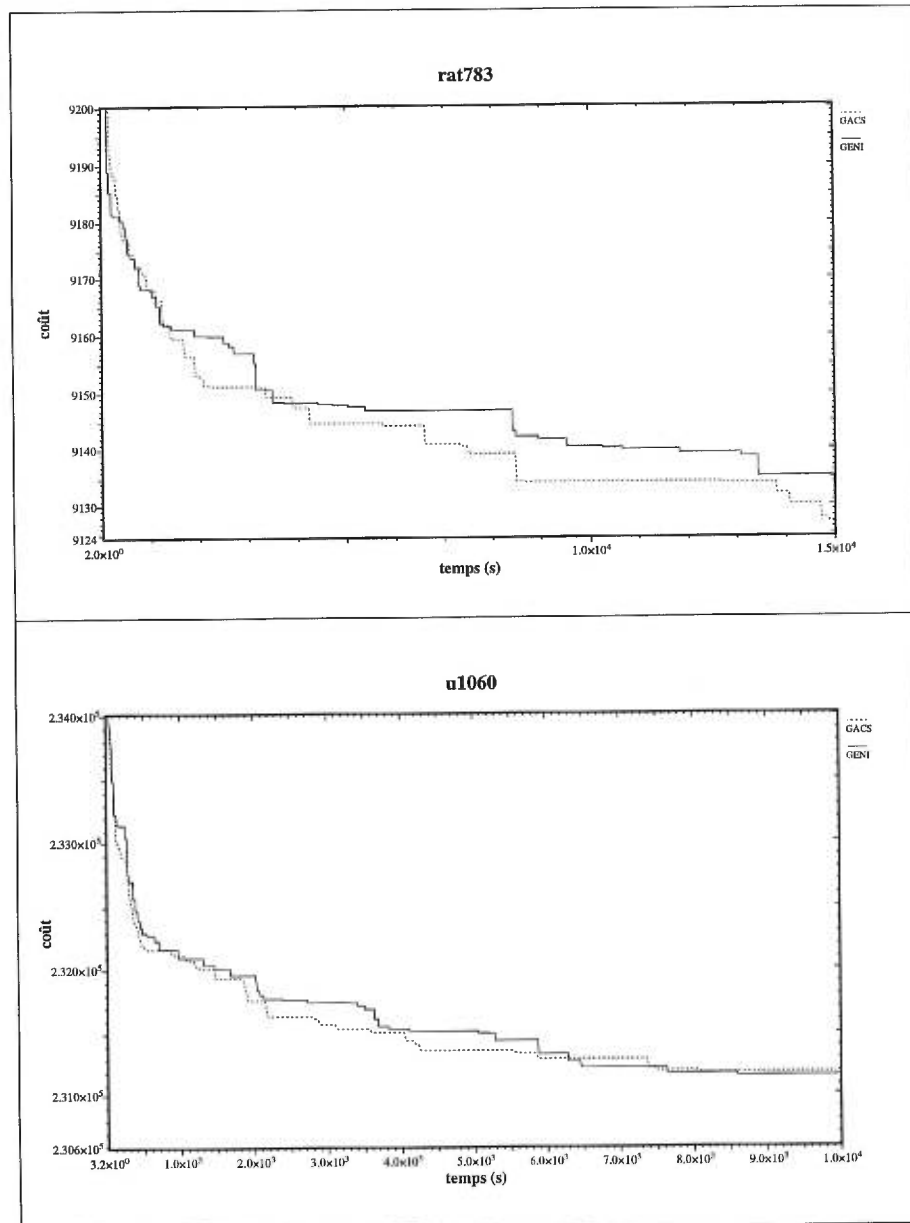 rat783
9200
9190
9180
9170
9160
9150
9140
9130
9124
coût
2.0×10⁰
1.0×10⁴
1.5×10⁴
temps (s)
GACS
GENI
u1060
2.340×10⁵
2.330×10⁵
2.320×10⁵
2.310×10⁵
2.306×10⁵
coût
3.2×10⁰
1.0×10³
2.0×10³
3.0×10³
4.0×10³
5.0×10³
6.0×10³
7.0×10³
8.0×10³
9.0×10³
1.0×10⁴
temps (s)
GACS
GENI